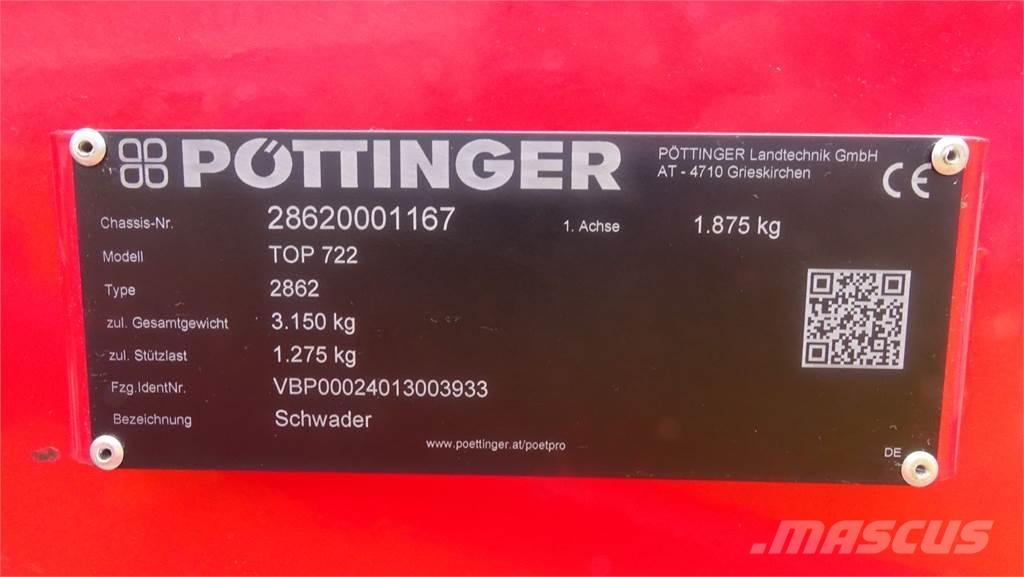 PÖTTINGER
PÖTTINGER Landtechnik GmbH
AT - 4710 Grieskirchen
CE
Chassis-Nr. 28620001167 1. Achse 1.875 kg
Modell TOP 722
Type 2862
zul. Gesamtgewicht 3.150 kg
zul. Stützlast 1.275 kg
Fzg.IdentNr. VBP00024013003933
Bezeichnung Schwader
www.poettinger.at/poetpro
DE
MASCUS